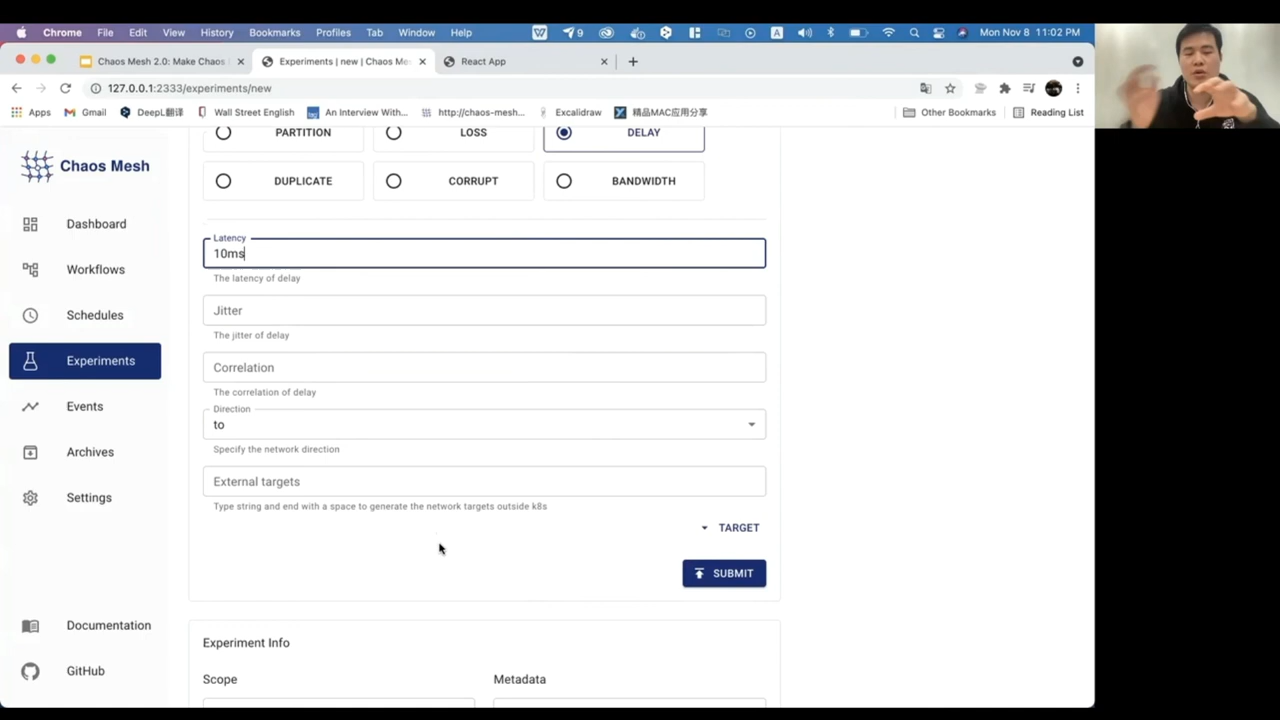 Chrome File Edit View History Bookmarks Profiles Tab Window Help 9 A Mon Nov 8 11:02 PM
Chaos Mesh 2.0: Make Chaos Experiments | new | Chaos Me React App
127.0.0.1:2333/experiments/new
Apps Gmail DeepL翻译 Wall Street English An Interview With... http://chaos-mesh... Excalidraw 精品MAC应用分享 Other Bookmarks Reading List
PARTITION LOSS DELAY
Chaos Mesh
DUPLICATE CORRUPT BANDWIDTH
Dashboard
Workflows
Schedules
Experiments
Events
Archives
Settings
Documentation
GitHub
Latency
10ms
The latency of delay
Jitter
The jitter of delay
Correlation
The correlation of delay
Direction
to
Specify the network direction
External targets
Type string and end with a space to generate the network targets outside k8s
TARGET
SUBMIT
Experiment Info
Scope Metadata